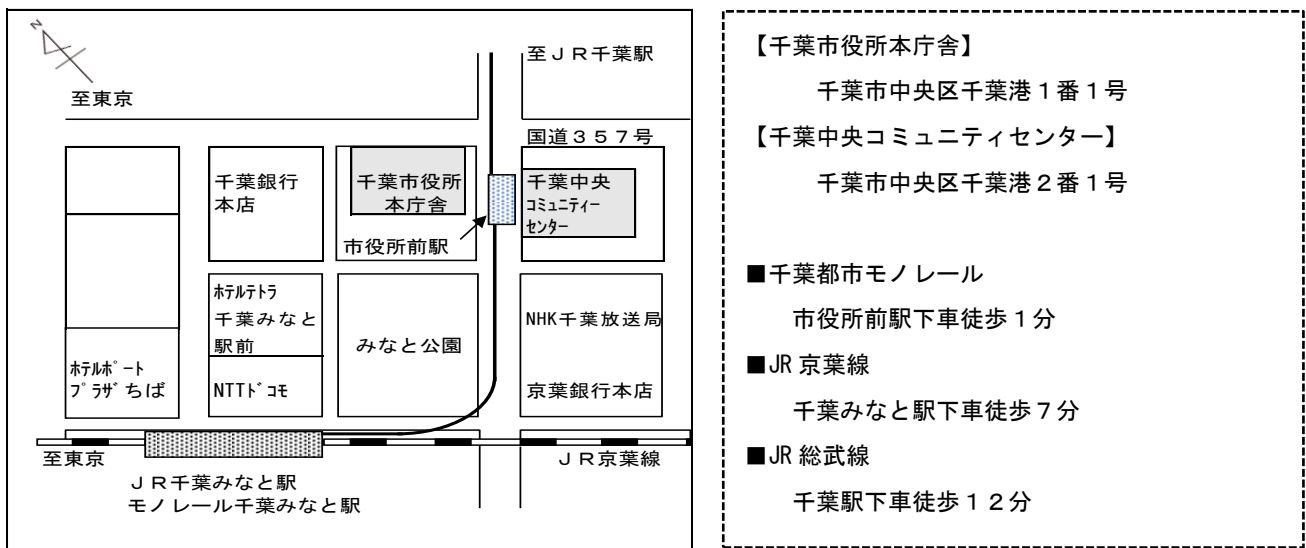 N
至東京
至ＪＲ千葉駅
国道３５７号
千葉銀行
本店
千葉市役所
本庁舎
千葉中央
ｺﾐｭﾆﾃｨｰ
ｾﾝﾀｰ
市役所前駅
ﾎﾃﾙﾃﾄﾗ
千葉みなと
駅前
みなと公園
NHK千葉放送局
ﾎﾃﾙﾎﾟｰﾄ
ﾌﾟﾗｻﾞちば
NTTﾄﾞｺﾓ
京葉銀行本店
至東京
ＪＲ京葉線
ＪＲ千葉みなと駅
モノレール千葉みなと駅
【千葉市役所本庁舎】
千葉市中央区千葉港１番１号
【千葉中央コミュニティセンター】
千葉市中央区千葉港２番１号
■千葉都市モノレール
市役所前駅下車徒歩１分
■JR 京葉線
千葉みなと駅下車徒歩７分
■JR 総武線
千葉駅下車徒歩１２分